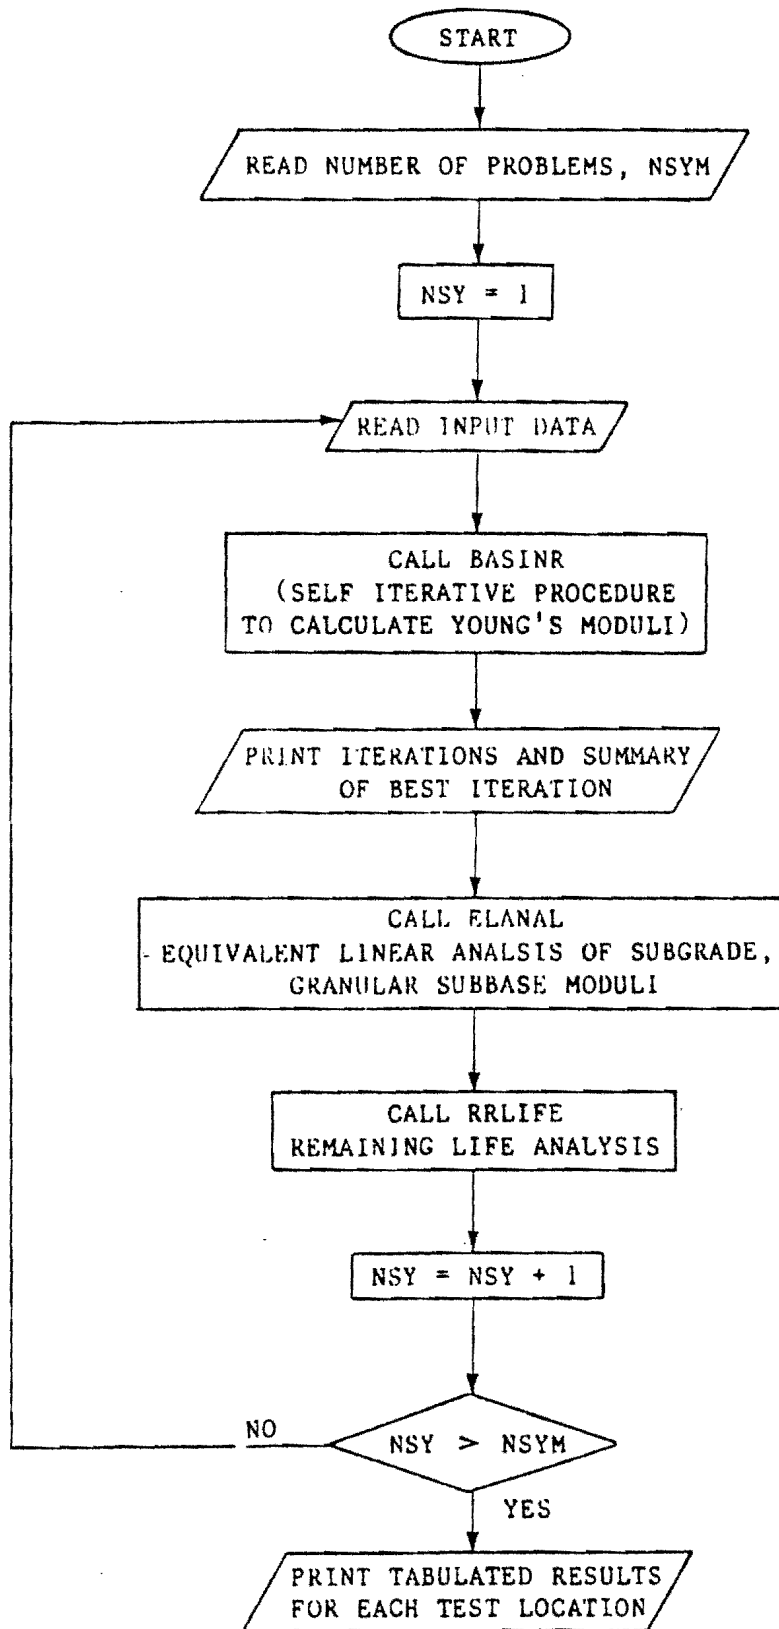 START
READ NUMBER OF PROBLEMS, NSYM
NSY = 1
READ INPUT DATA
CALL BASINR
(SELF ITERATIVE PROCEDURE
TO CALCULATE YOUNG'S MODULI)
PRINT ITERATIONS AND SUMMARY
OF BEST ITERATION
CALL ELANAL
EQUIVALENT LINEAR ANALSIS OF SUBGRADE,
GRANULAR SUBBASE MODULI
CALL RRLIFE
REMAINING LIFE ANALYSIS
NSY = NSY + 1
NO
NSY > NSYM
YES
PRINT TABULATED RESULTS
FOR EACH TEST LOCATION